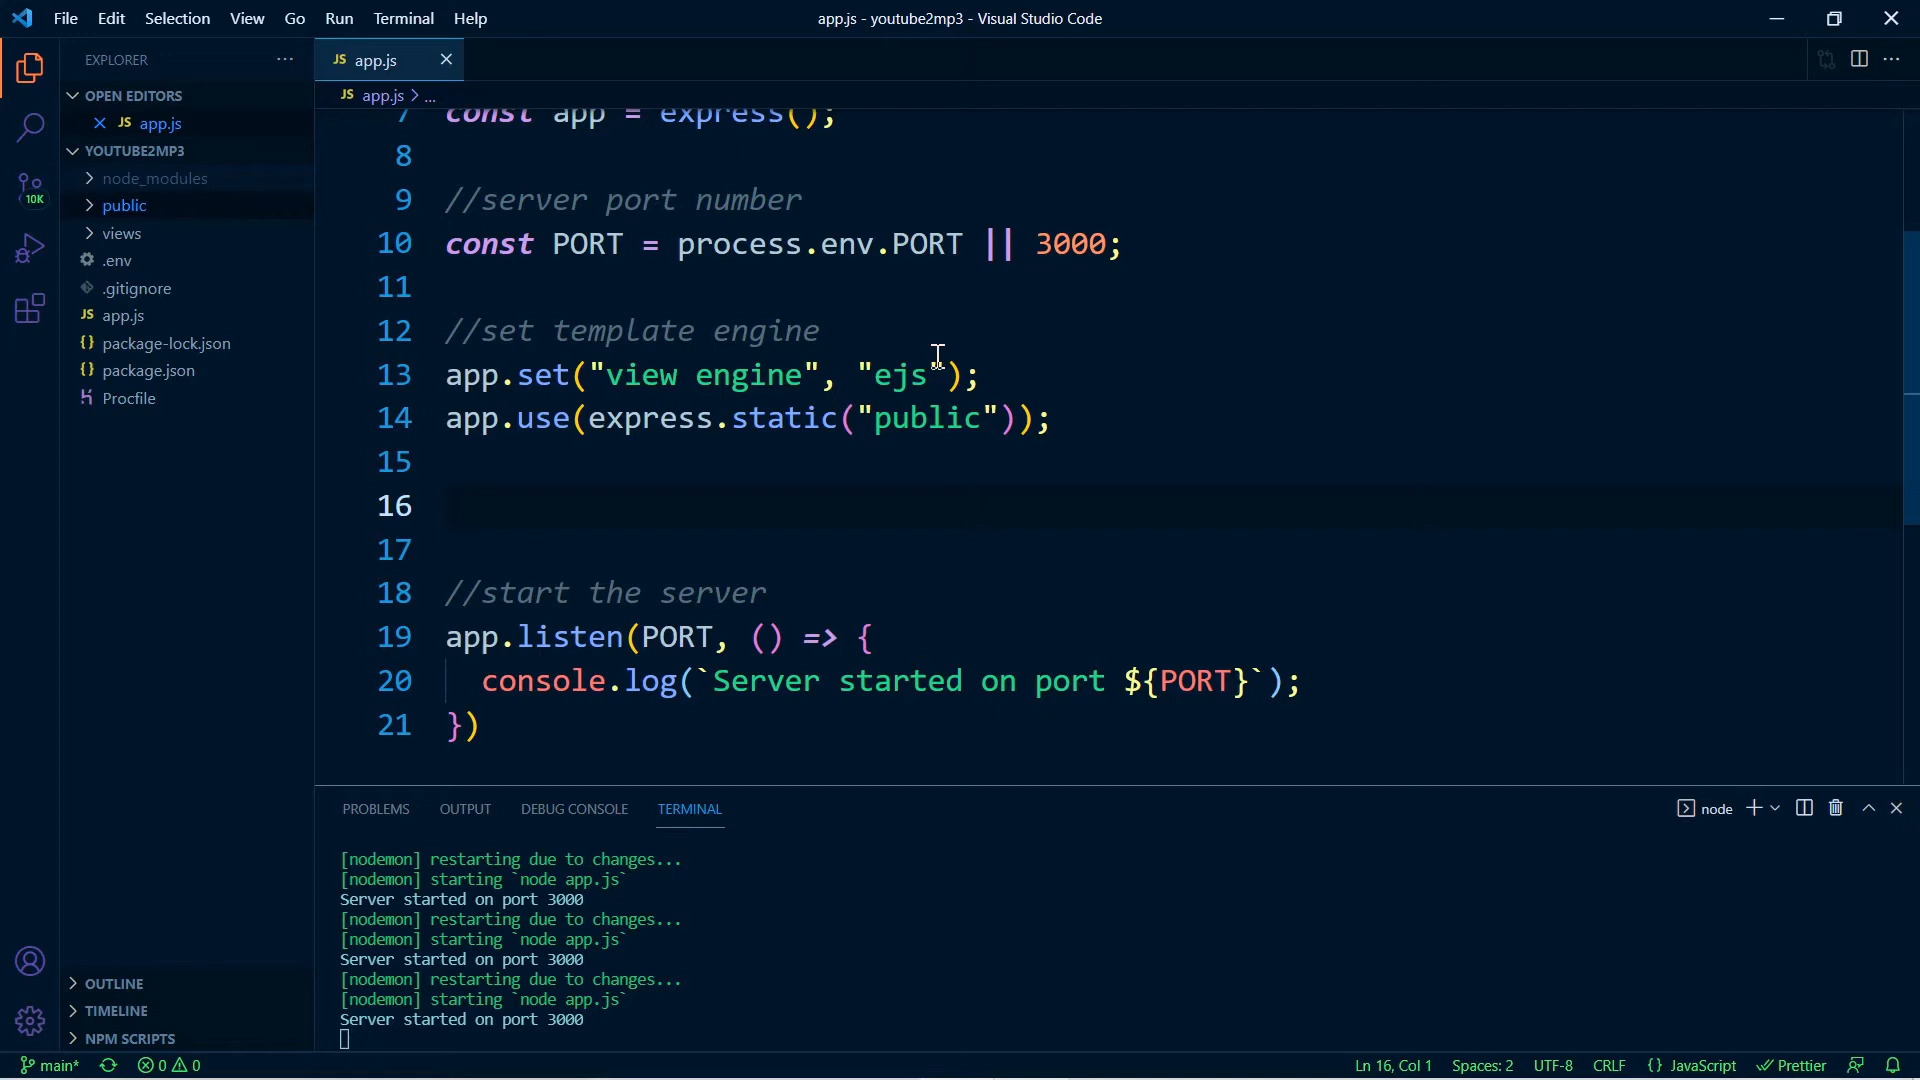 File Edit Selection View Go Run Terminal Help
app.js - youtube2mp3 - Visual Studio Code
EXPLORER
OPEN EDITORS
JS app.js
YOUTUBE2MP3
node_modules
public
views
.env
.gitignore
JS app.js
{} package-lock.json
{} package.json
Procfile
OUTLINE
TIMELINE
NPM SCRIPTS
10K
JS app.js
JS app.js > ...
7 const app = express();
8
9 //server port number
10 const PORT = process.env.PORT || 3000;
11
12 //set template engine
13 app.set("view engine", "ejs");
14 app.use(express.static("public"));
15
16
17
18 //start the server
19 app.listen(PORT, () => {
20 console.log(`Server started on port ${PORT}`);
21 })
PROBLEMS OUTPUT DEBUG CONSOLE TERMINAL
node
[nodemon] restarting due to changes...
[nodemon] starting `node app.js`
Server started on port 3000
[nodemon] restarting due to changes...
[nodemon] starting `node app.js`
Server started on port 3000
[nodemon] restarting due to changes...
[nodemon] starting `node app.js`
Server started on port 3000
main* 0 0 Ln 16, Col 1 Spaces: 2 UTF-8 CRLF {} JavaScript Prettier